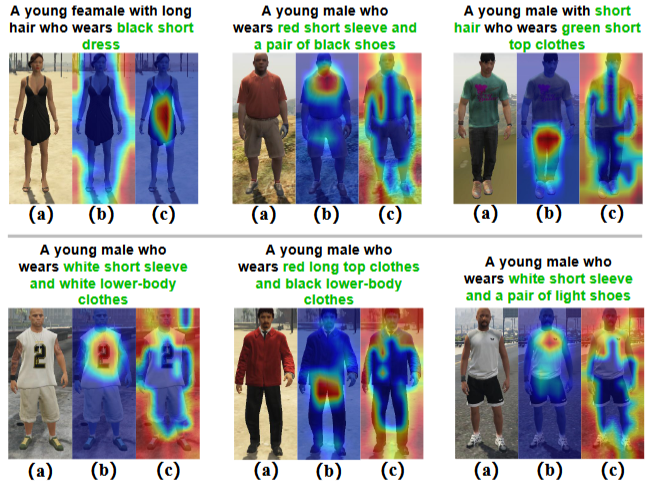 A young feamale with long
hair who wears black short
dress
(a) (b) (c)
A young male who
wears red short sleeve and
a pair of black shoes
(a) (b) (c)
A young male with short
hair who wears green short
top clothes
(a) (b) (c)
A young male who
wears white short sleeve
and white lower-body
clothes
2
(a) (b) (c)
A young male who
wears red long top clothes
and black lower-body
clothes
(a) (b) (c)
A young male who
wears white short sleeve
and a pair of light shoes
(a) (b) (c)